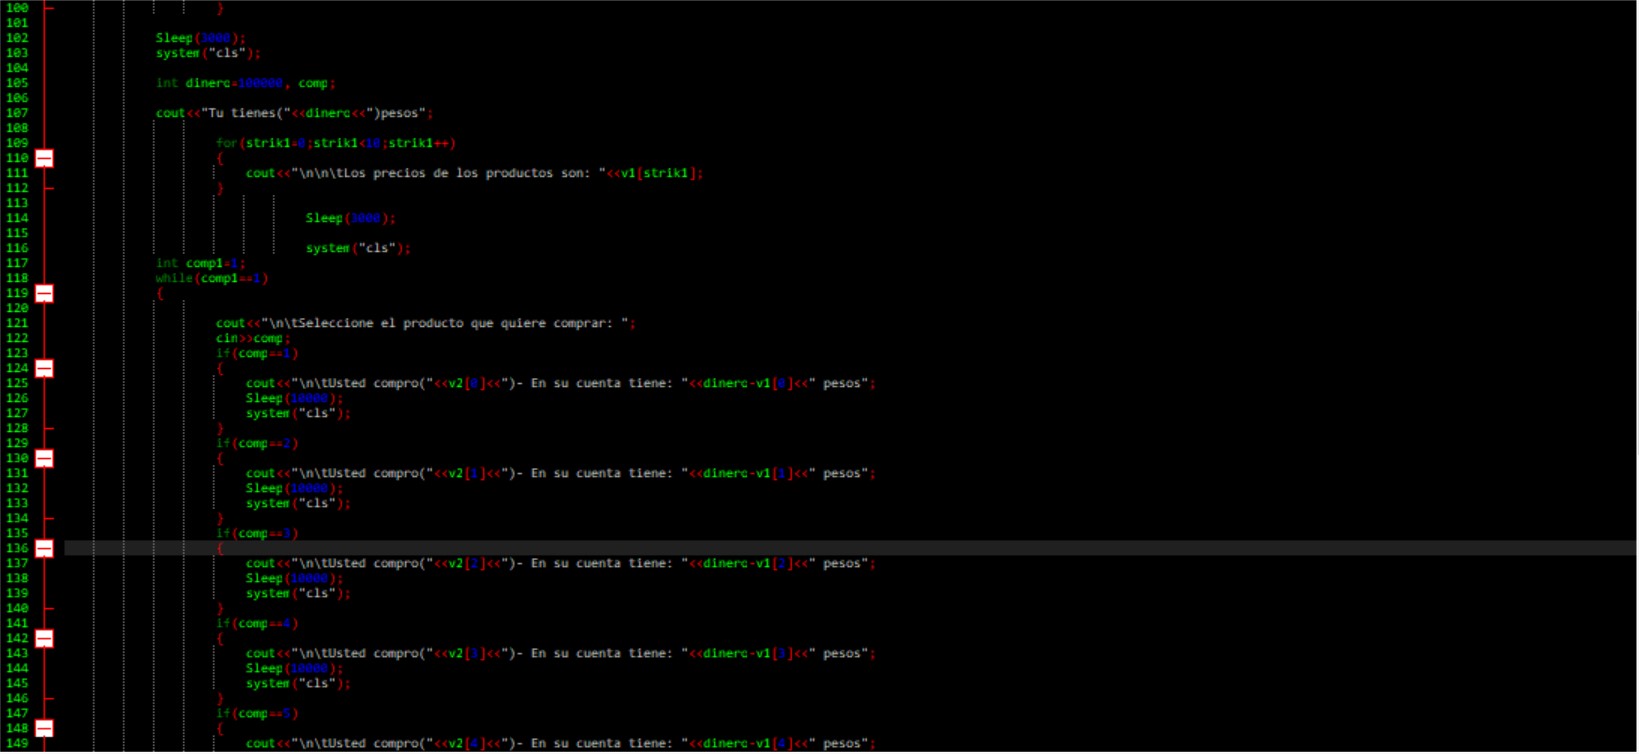 100 }
101
102 Sleep(3000);
103 system("cls");
104
105 int dinero=100000, comp;
106
107 cout<<"Tu tienes("<<dinero<<")pesos";
108
109 for(strik1=0;strik1<10;strik1++)
110 {
111 cout<<"\n\n\tLos precios de los productos son: "<<v1[strik1];
112 }
113
114 Sleep(3000);
115
116 system("cls");
117 int comp1=1;
118 while(comp1==1)
119 {
120
121 cout<<"\n\tSeleccione el producto que quiere comprar: ";
122 cin>>comp;
123 if(comp==1)
124 {
125 cout<<"\n\tUsted compro("<<v2[0]<<")- En su cuenta tiene: "<<dinero-v1[0]<<" pesos";
126 Sleep(10000);
127 system("cls");
128 }
129 if(comp==2)
130 {
131 cout<<"\n\tUsted compro("<<v2[1]<<")- En su cuenta tiene: "<<dinero-v1[1]<<" pesos";
132 Sleep(10000);
133 system("cls");
134 }
135 if(comp==3)
136 {
137 cout<<"\n\tUsted compro("<<v2[2]<<")- En su cuenta tiene: "<<dinero-v1[2]<<" pesos";
138 Sleep(10000);
139 system("cls");
140 }
141 if(comp==4)
142 {
143 cout<<"\n\tUsted compro("<<v2[3]<<")- En su cuenta tiene: "<<dinero-v1[3]<<" pesos";
144 Sleep(10000);
145 system("cls");
146 }
147 if(comp==5)
148 {
149 cout<<"\n\tUsted compro("<<v2[4]<<")- En su cuenta tiene: "<<dinero-v1[4]<<" pesos";